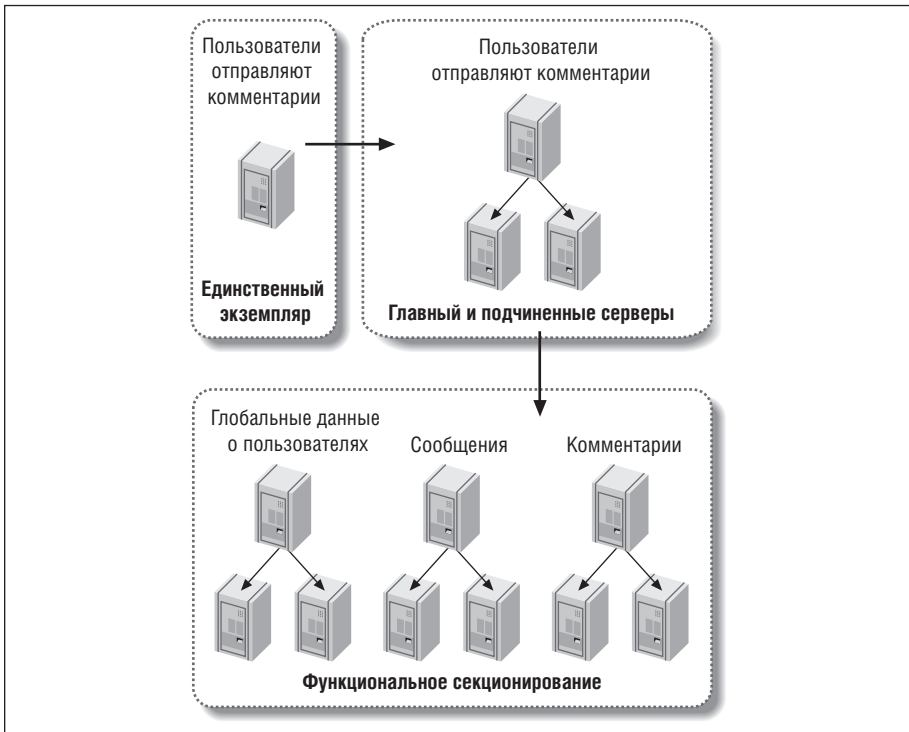 Пользователи
отправляют
комментарии
Единственный
экземпляр
Пользователи
отправляют комментарии
Главный и подчиненные серверы
Глобальные данные
о пользователях
Сообщения
Комментарии
Функциональное секционирование